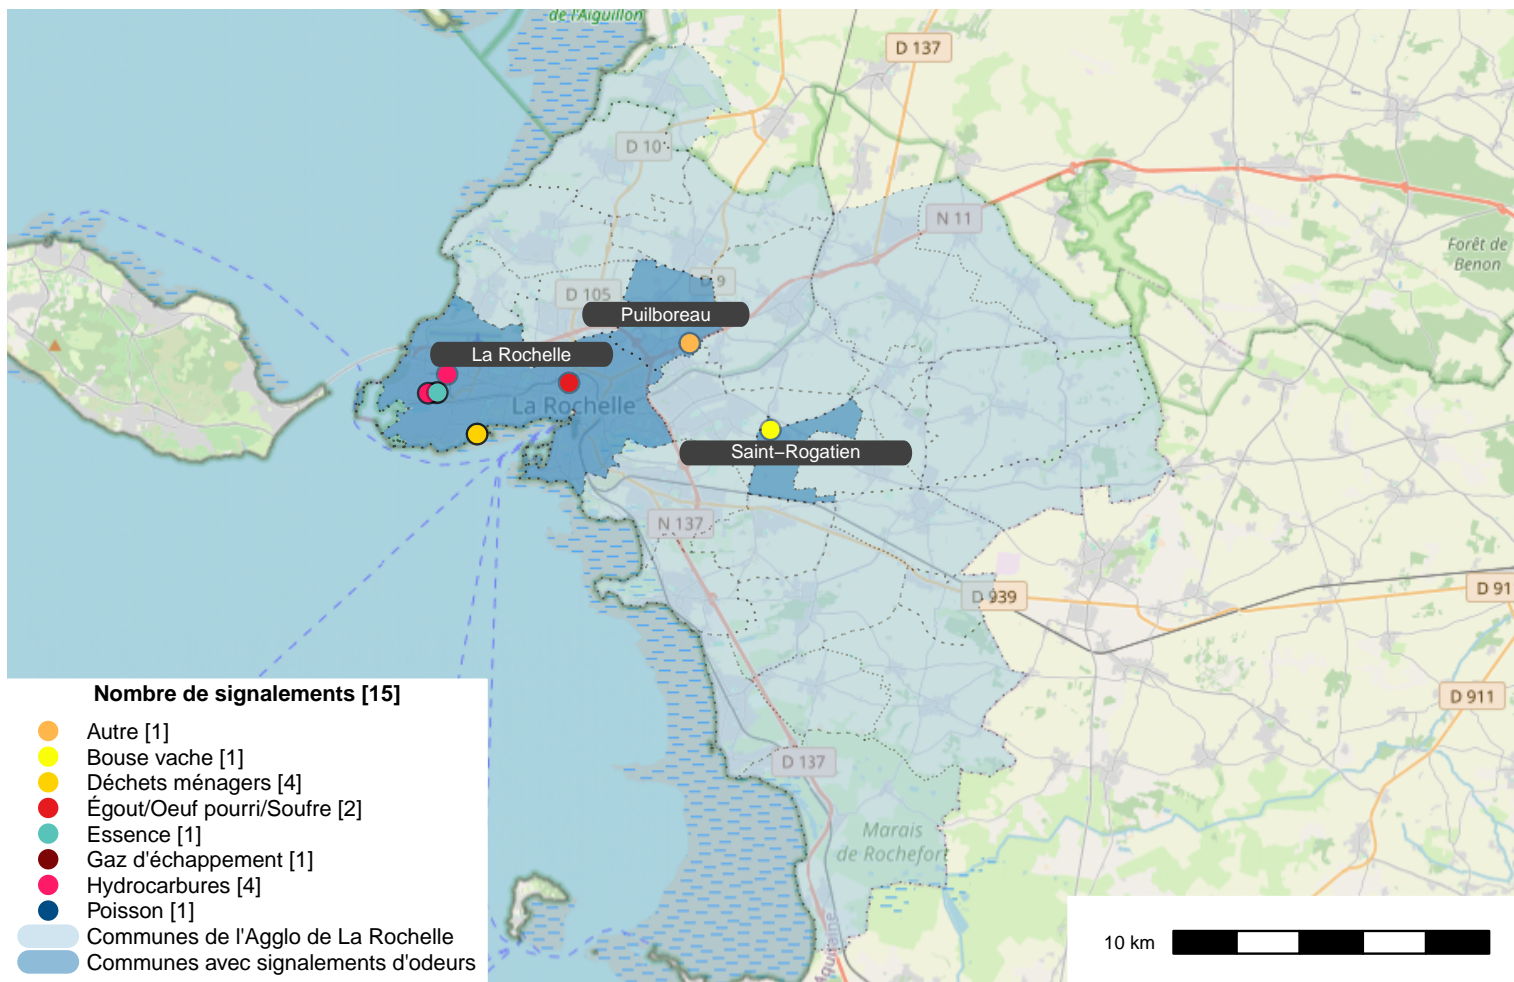 de l'Aiguillon
D 137
D 10
N 11
Forêt de
Benon
D 9
D 105
Puilboreau
La Rochelle
La Rochelle
Saint–Rogatien
N 137
D 939
D 91
D 911
D 137
Marais
de Rochefort
Aquitaine
Nombre de signalements [15]
Autre [1]
Bouse vache [1]
Déchets ménagers [4]
Égout/Oeuf pourri/Soufre [2]
Essence [1]
Gaz d'échappement [1]
Hydrocarbures [4]
Poisson [1]
Communes de l'Agglo de La Rochelle
Communes avec signalements d'odeurs
10 km